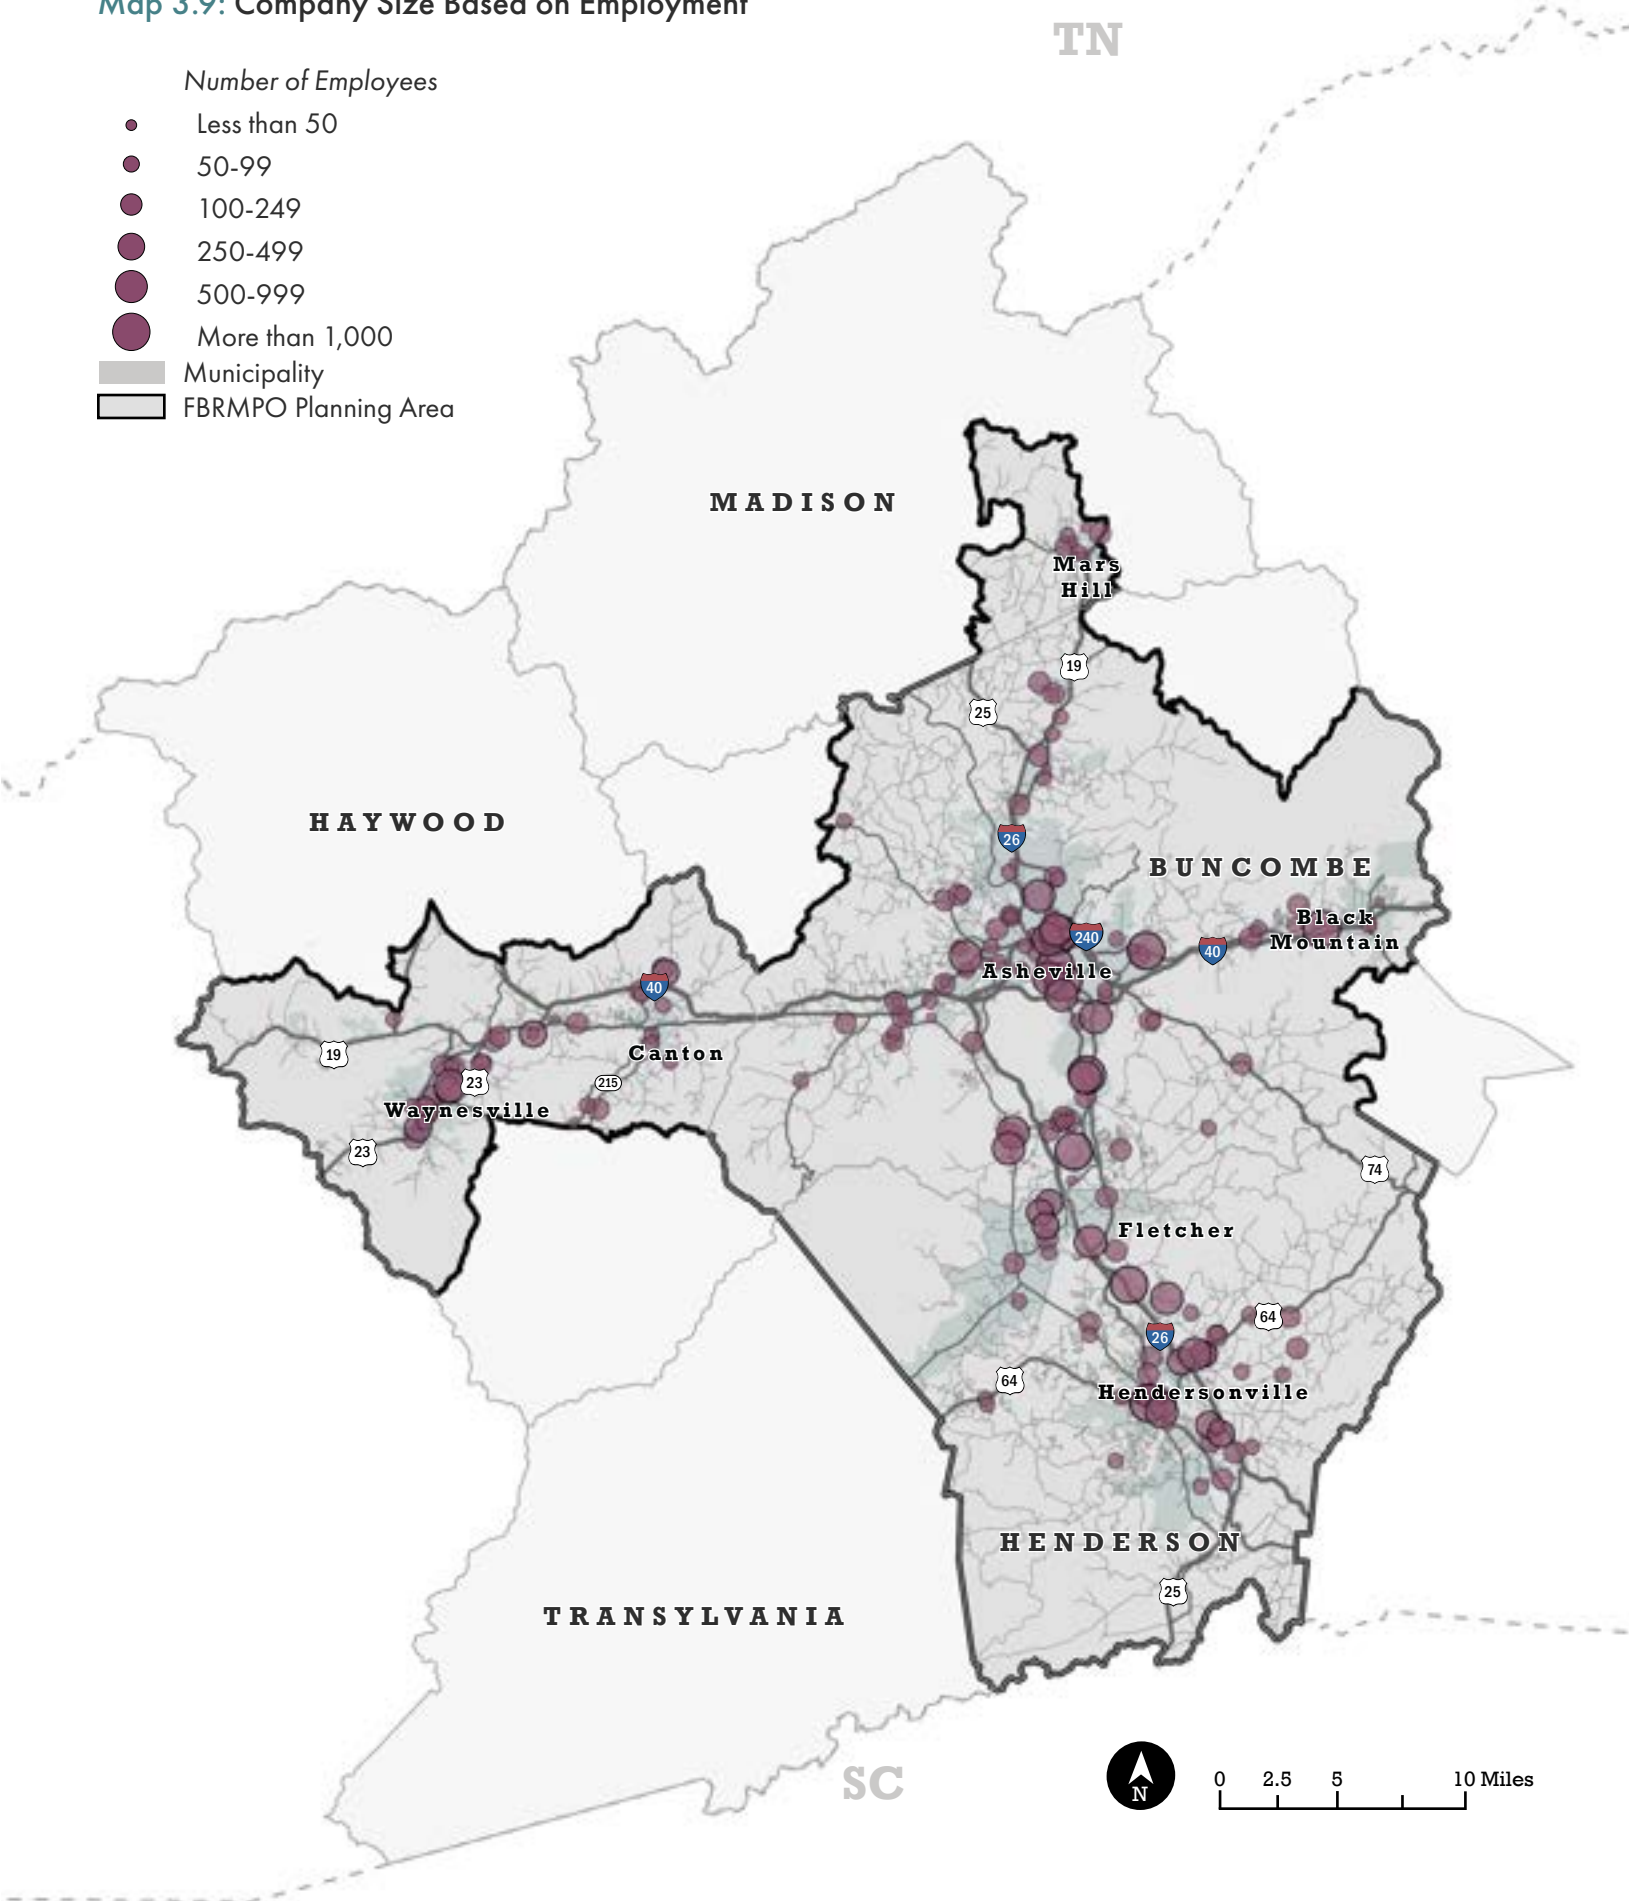 Map 3.9: Company Size Based on Employment
TN
Number of Employees
Less than 50
50-99
100-249
250-499
500-999
More than 1,000
Municipality
FBRMPO Planning Area
MADISON
Mars
Hill
19
25
HAYWOOD
26
BUNCOMBE
Black
Mountain
240
40
Asheville
40
19
Canton
23
215
Waynesville
23
74
Fletcher
64
26
64
Hendersonville
HENDERSON
25
TRANSYLVANIA
SC
N
0 2.5 5 10 Miles